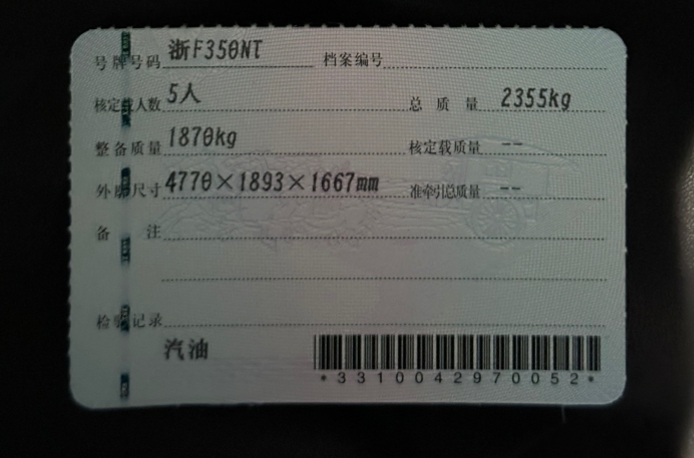 号牌号码 浙F350NT 档案编号
核定载人数 5人 总质量 2355kg
整备质量 1870kg 核定载质量 --
外廓尺寸 4770×1893×1667mm 准牵引总质量 --
备注
检验记录
汽油
*3310042970052*